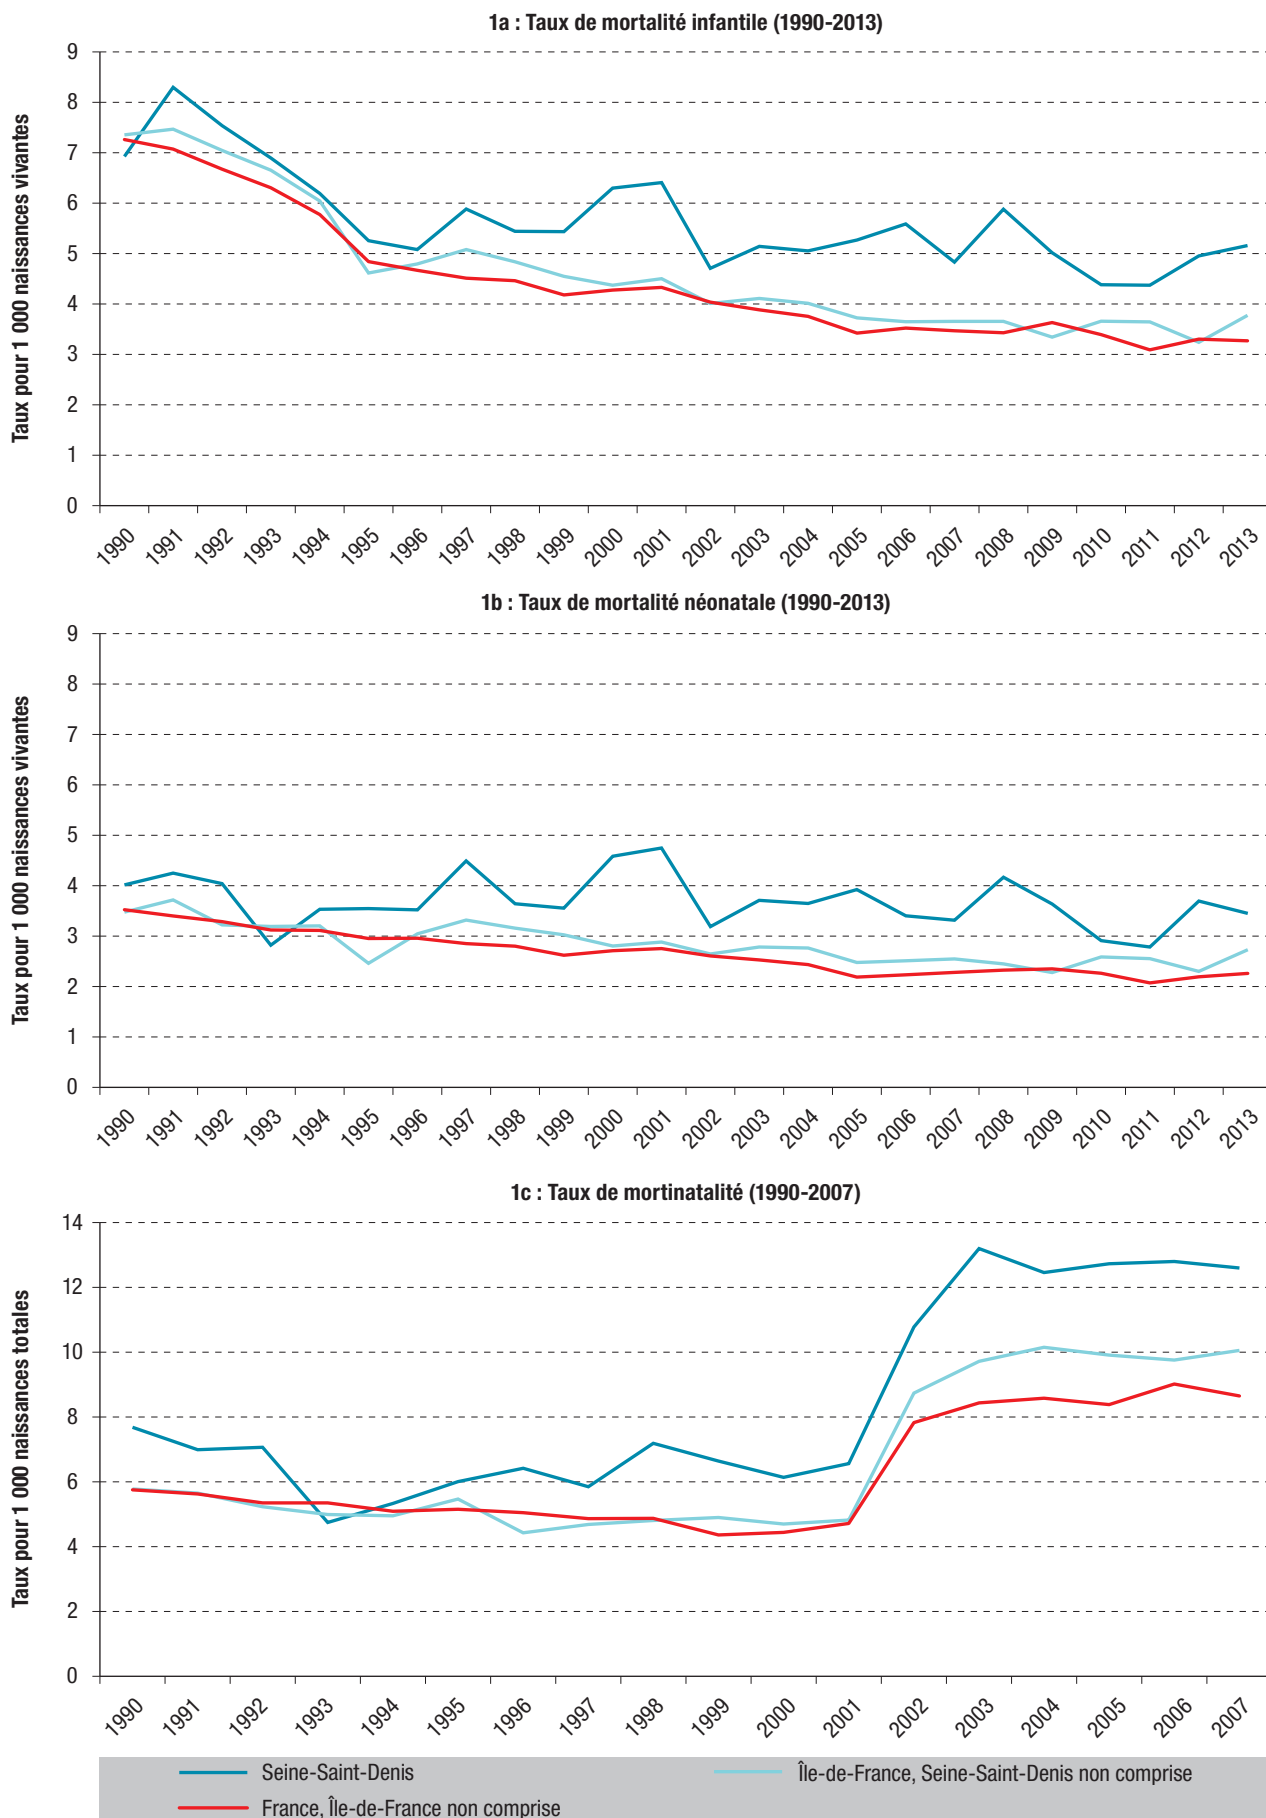 1a : Taux de mortalité infantile (1990-2013)
Taux pour 1 000 naissances vivantes
9
8
7
6
5
4
3
2
1
0
1990 1991 1992 1993 1994 1995 1996 1997 1998 1999 2000 2001 2002 2003 2004 2005 2006 2007 2008 2009 2010 2011 2012 2013
1b : Taux de mortalité néonatale (1990-2013)
Taux pour 1 000 naissances vivantes
9
8
7
6
5
4
3
2
1
0
1990 1991 1992 1993 1994 1995 1996 1997 1998 1999 2000 2001 2002 2003 2004 2005 2006 2007 2008 2009 2010 2011 2012 2013
1c : Taux de mortinatalité (1990-2007)
Taux pour 1 000 naissances totales
14
12
10
8
6
4
2
0
1990 1991 1992 1993 1994 1995 1996 1997 1998 1999 2000 2001 2002 2003 2004 2005 2006 2007
Seine-Saint-Denis
Île-de-France, Seine-Saint-Denis non comprise
France, Île-de-France non comprise